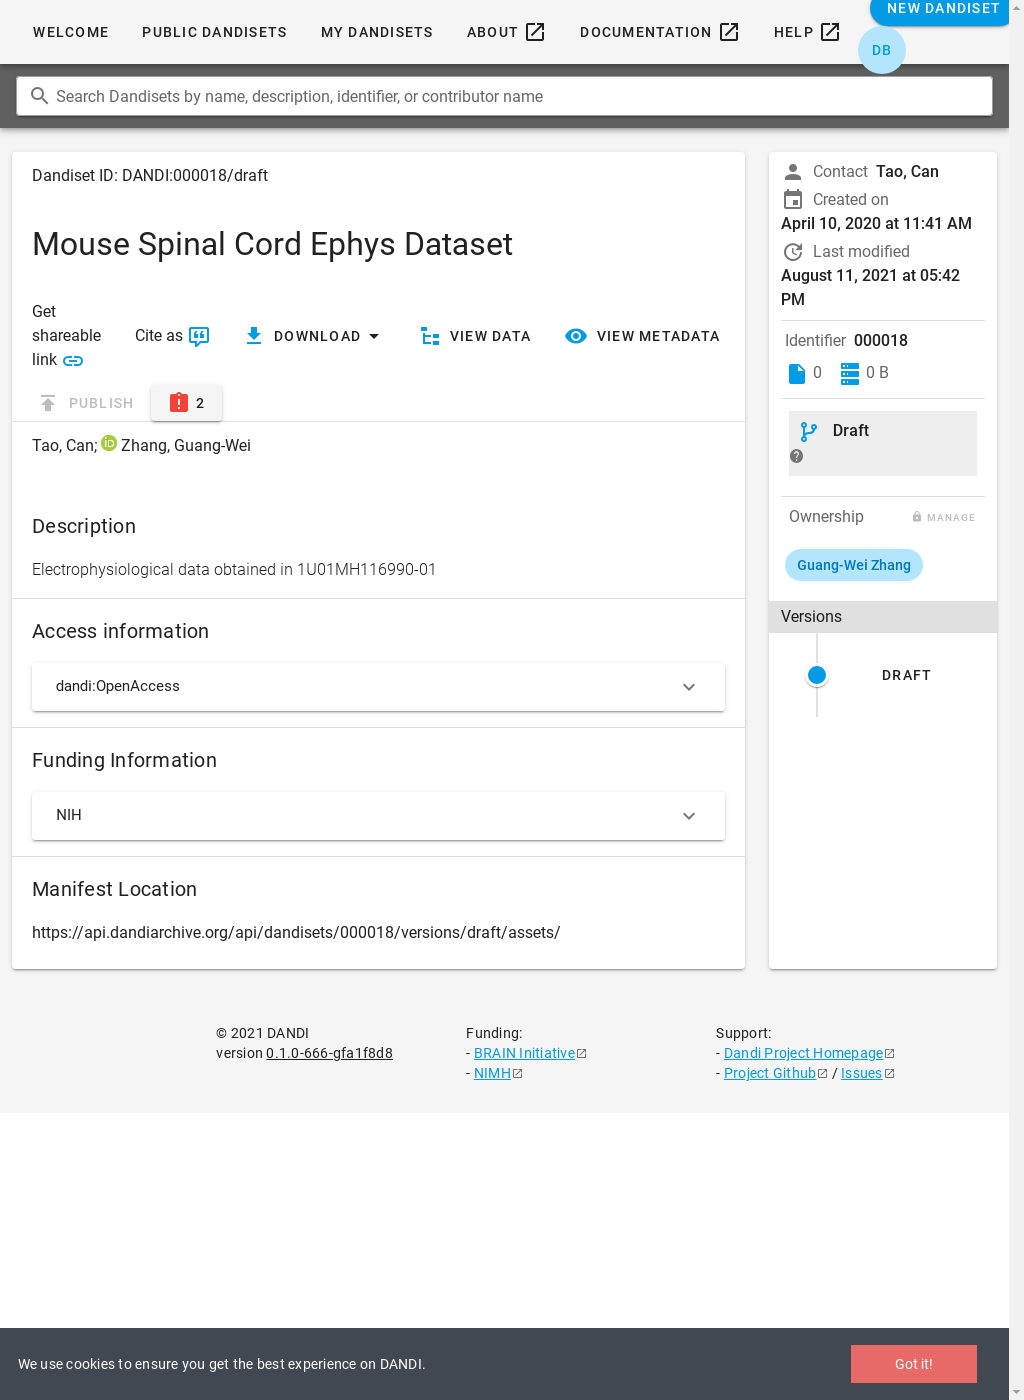 WELCOME
PUBLIC DANDISETS
MY DANDISETS
ABOUT
DOCUMENTATION
HELP
NEW DANDISET
DB
Search Dandisets by name, description, identifier, or contributor name
Dandiset ID: DANDI:000018/draft
Mouse Spinal Cord Ephys Dataset
Get
shareable
link
Cite as
DOWNLOAD
VIEW DATA
VIEW METADATA
PUBLISH
2
Tao, Can; iD Zhang, Guang-Wei
Description
Electrophysiological data obtained in 1U01MH116990-01
Access information
dandi:OpenAccess
Funding Information
NIH
Manifest Location
https://api.dandiarchive.org/api/dandisets/000018/versions/draft/assets/
Contact Tao, Can
Created on
April 10, 2020 at 11:41 AM
Last modified
August 11, 2021 at 05:42
PM
Identifier 000018
0
0 B
Draft
Ownership
MANAGE
Guang-Wei Zhang
Versions
DRAFT
© 2021 DANDI
version 0.1.0-666-gfa1f8d8
Funding:
- BRAIN Initiative
- NIMH
Support:
- Dandi Project Homepage
- Project Github / Issues
We use cookies to ensure you get the best experience on DANDI.
Got it!